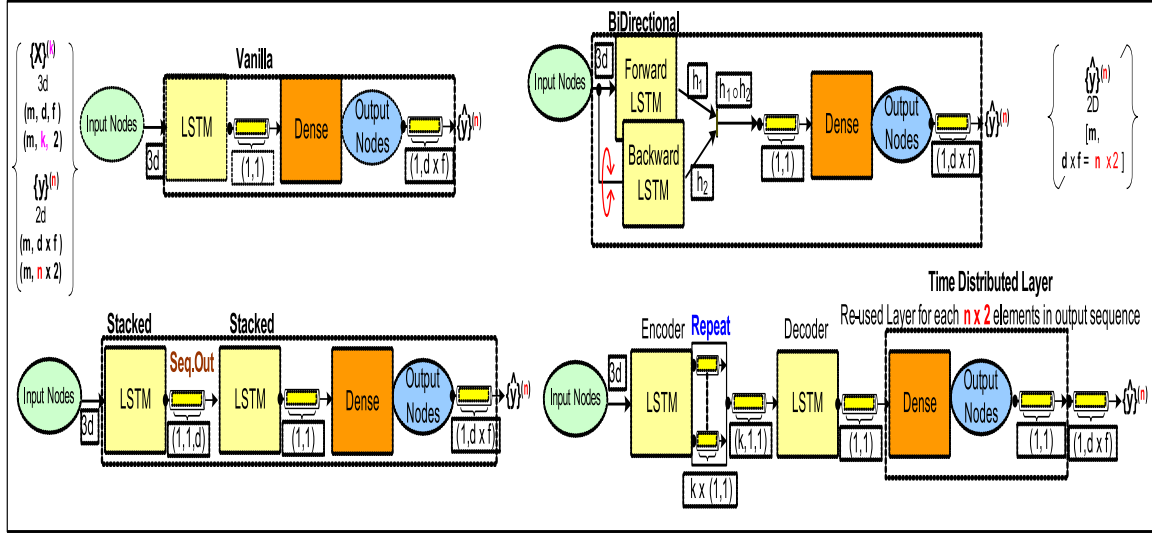 {X}(k)
3d
(m, d, f)
(m, k, 2)
{y}(n)
2d
(m, d x f)
(m, n x 2)
Vanilla
Input Nodes
3d
LSTM
(1,1)
Dense
Output
Nodes
(1,d x f)
{ŷ}(n)
BiDirectional
Input Nodes
3d
Forward
LSTM
Backward
LSTM
h1
h2
h1 o h2
(1,1)
Dense
Output
Nodes
(1,d x f)
{ŷ}(n)
{ŷ}(n)
2D
[m,
d x f = n x 2 ]
Stacked
Stacked
Input Nodes
3d
LSTM
Seq.Out
(1,1,d)
LSTM
(1,1)
Dense
Output
Nodes
(1,d x f)
{ŷ}(n)
Time Distributed Layer
Re-used Layer for each n x 2 elements in output sequence
Encoder
Repeat
Decoder
Input Nodes
3d
LSTM
k x (1,1)
(k,1,1)
LSTM
(1,1)
Dense
Output
Nodes
(1,1)
(1,d x f)
{ŷ}(n)